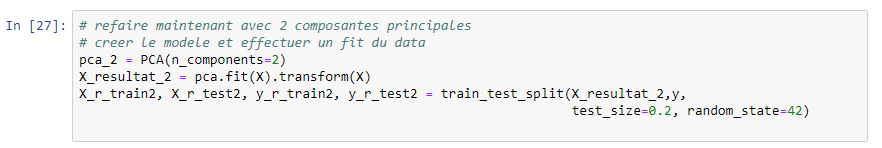 In [27]: # refaire maintenant avec 2 composantes principales
# creer le modele et effectuer un fit du data
pca_2 = PCA(n_components=2)
X_resultat_2 = pca.fit(X).transform(X)
X_r_train2, X_r_test2, y_r_train2, y_r_test2 = train_test_split(X_resultat_2,y,
test_size=0.2, random_state=42)